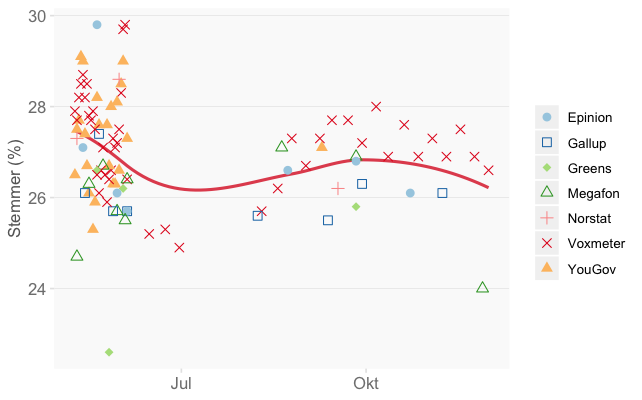 30
28
26
24
Stemmer (%)
Jul
Okt
Epinion
Gallup
Greens
Megafon
Norstat
Voxmeter
YouGov